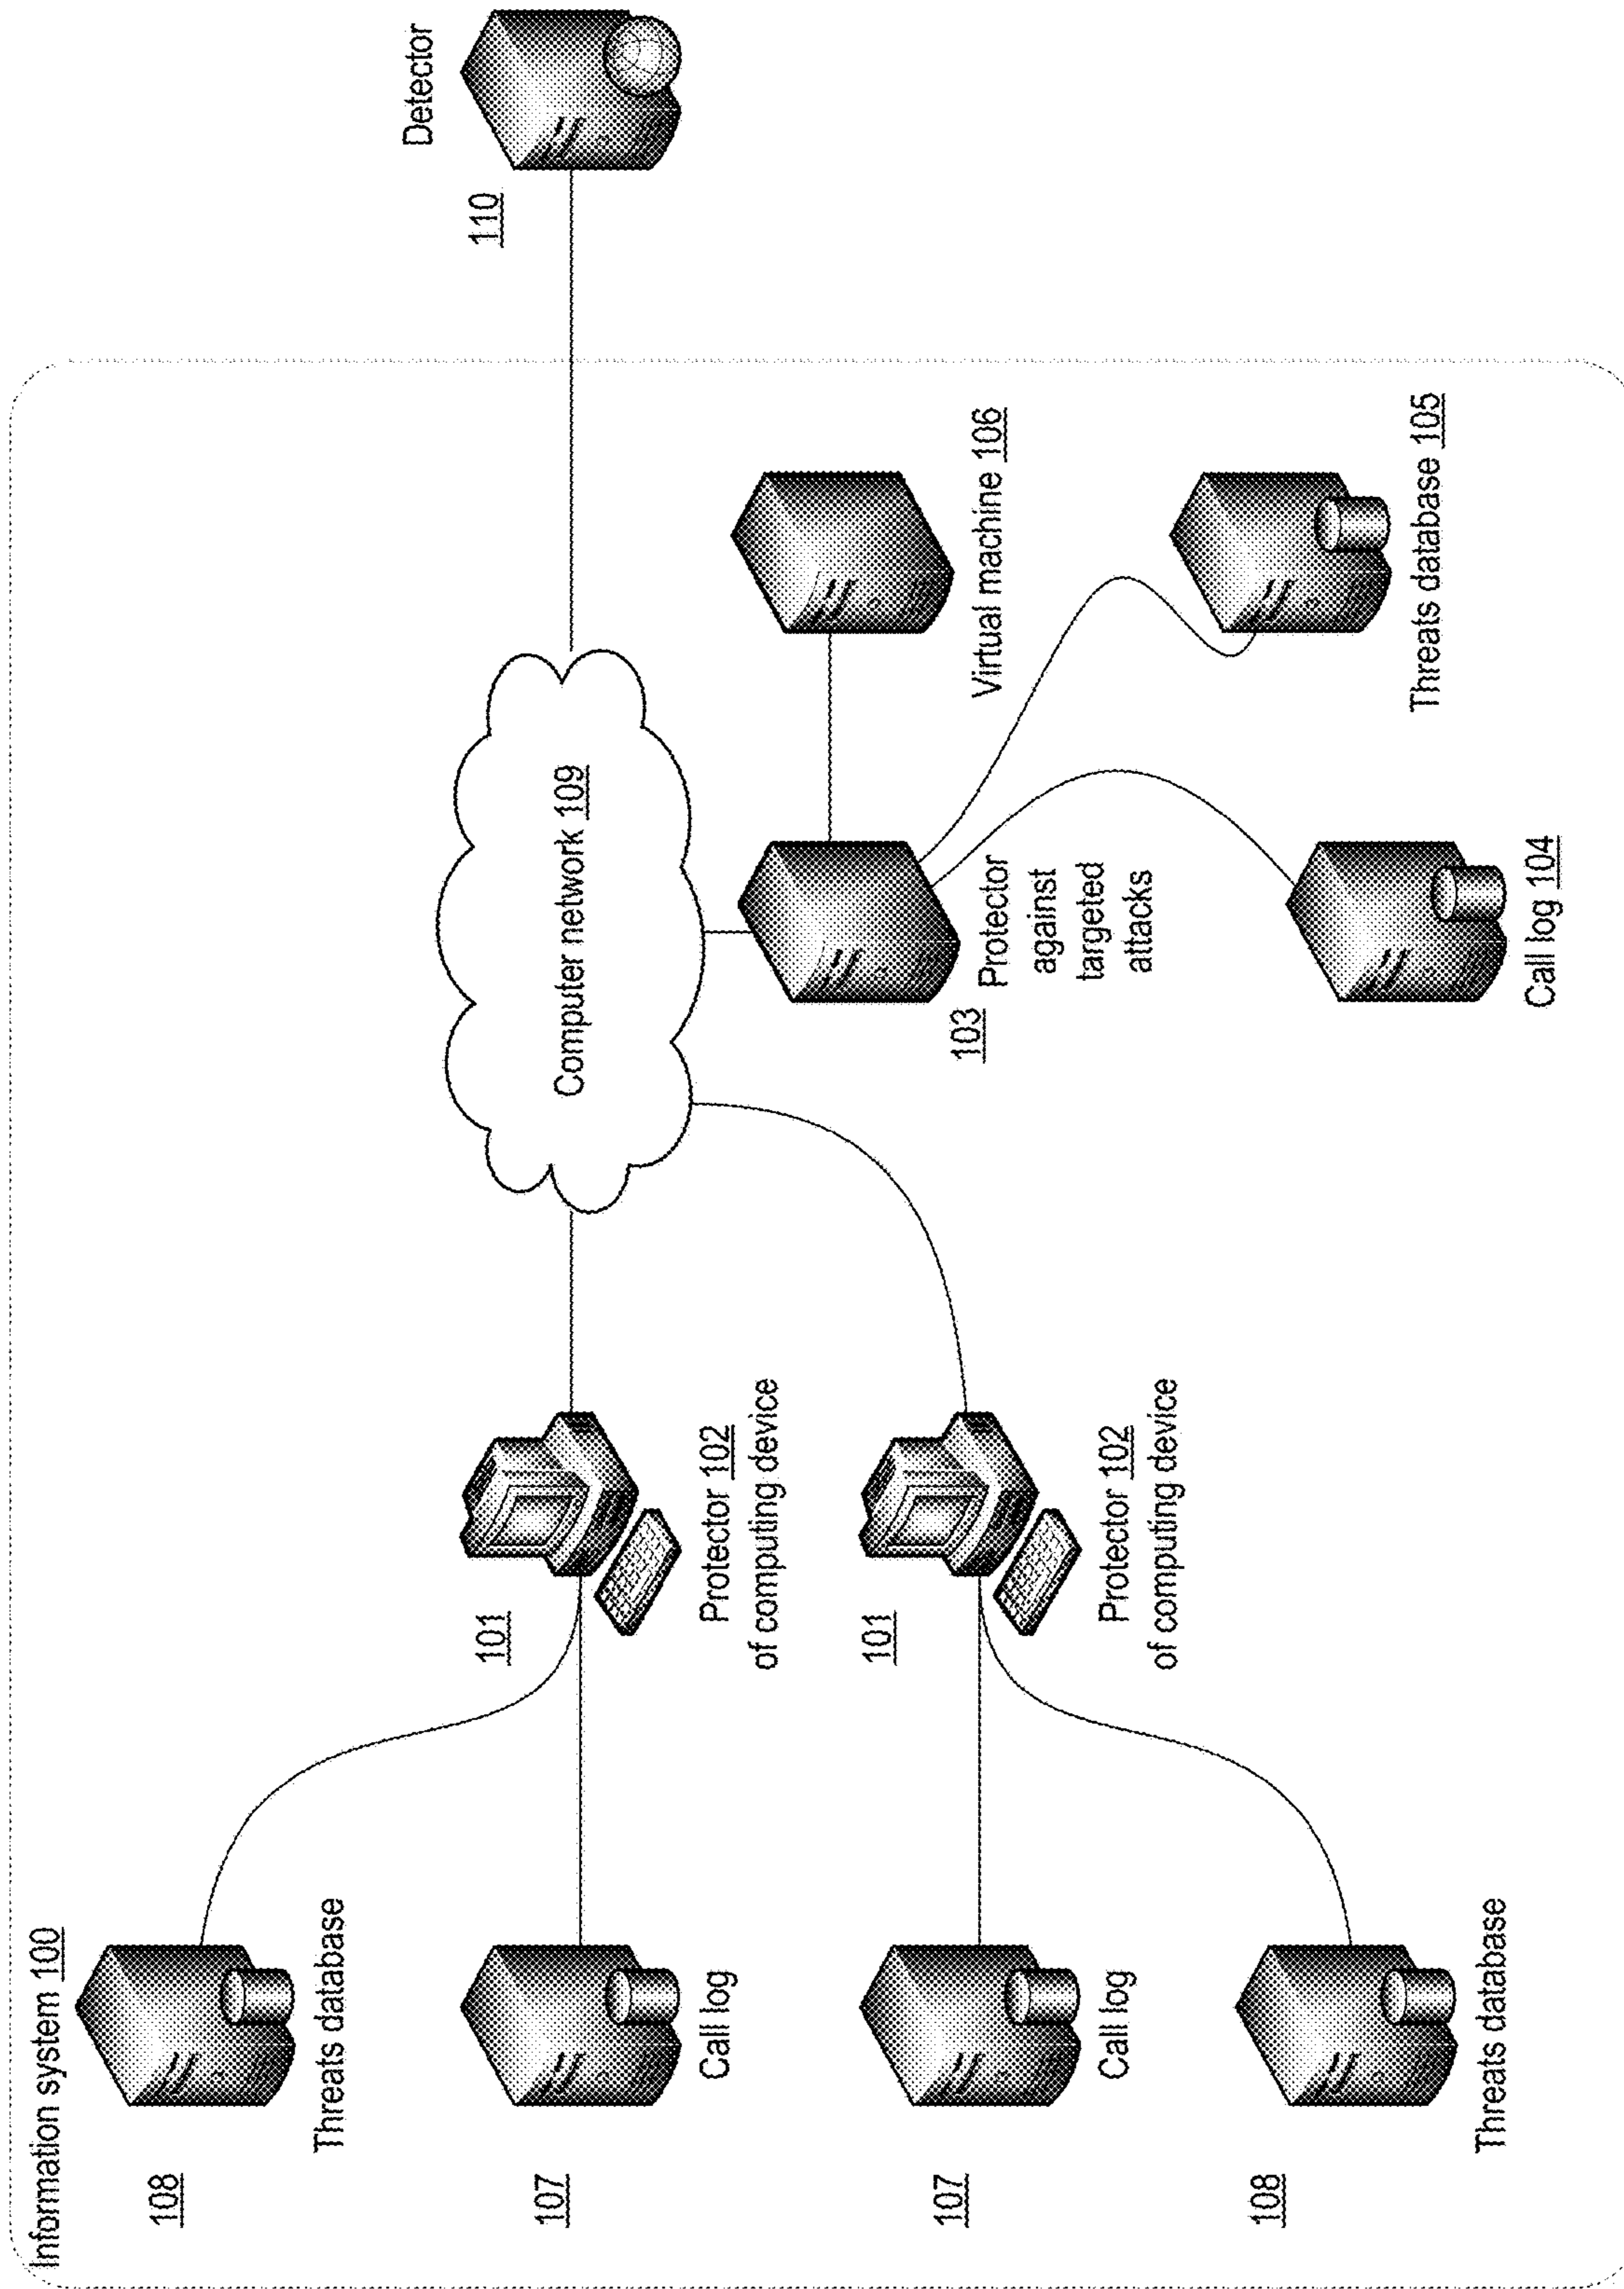 Information system 100
108
Threats database
107
Call log
107
Call log
108
Threats database
101
Protector 102
of computing device
101
Protector 102
of computing device
Computer network 109
103
Protector
against
targeted
attacks
Call log 104
Virtual machine 106
Threats database 105
Detector
110